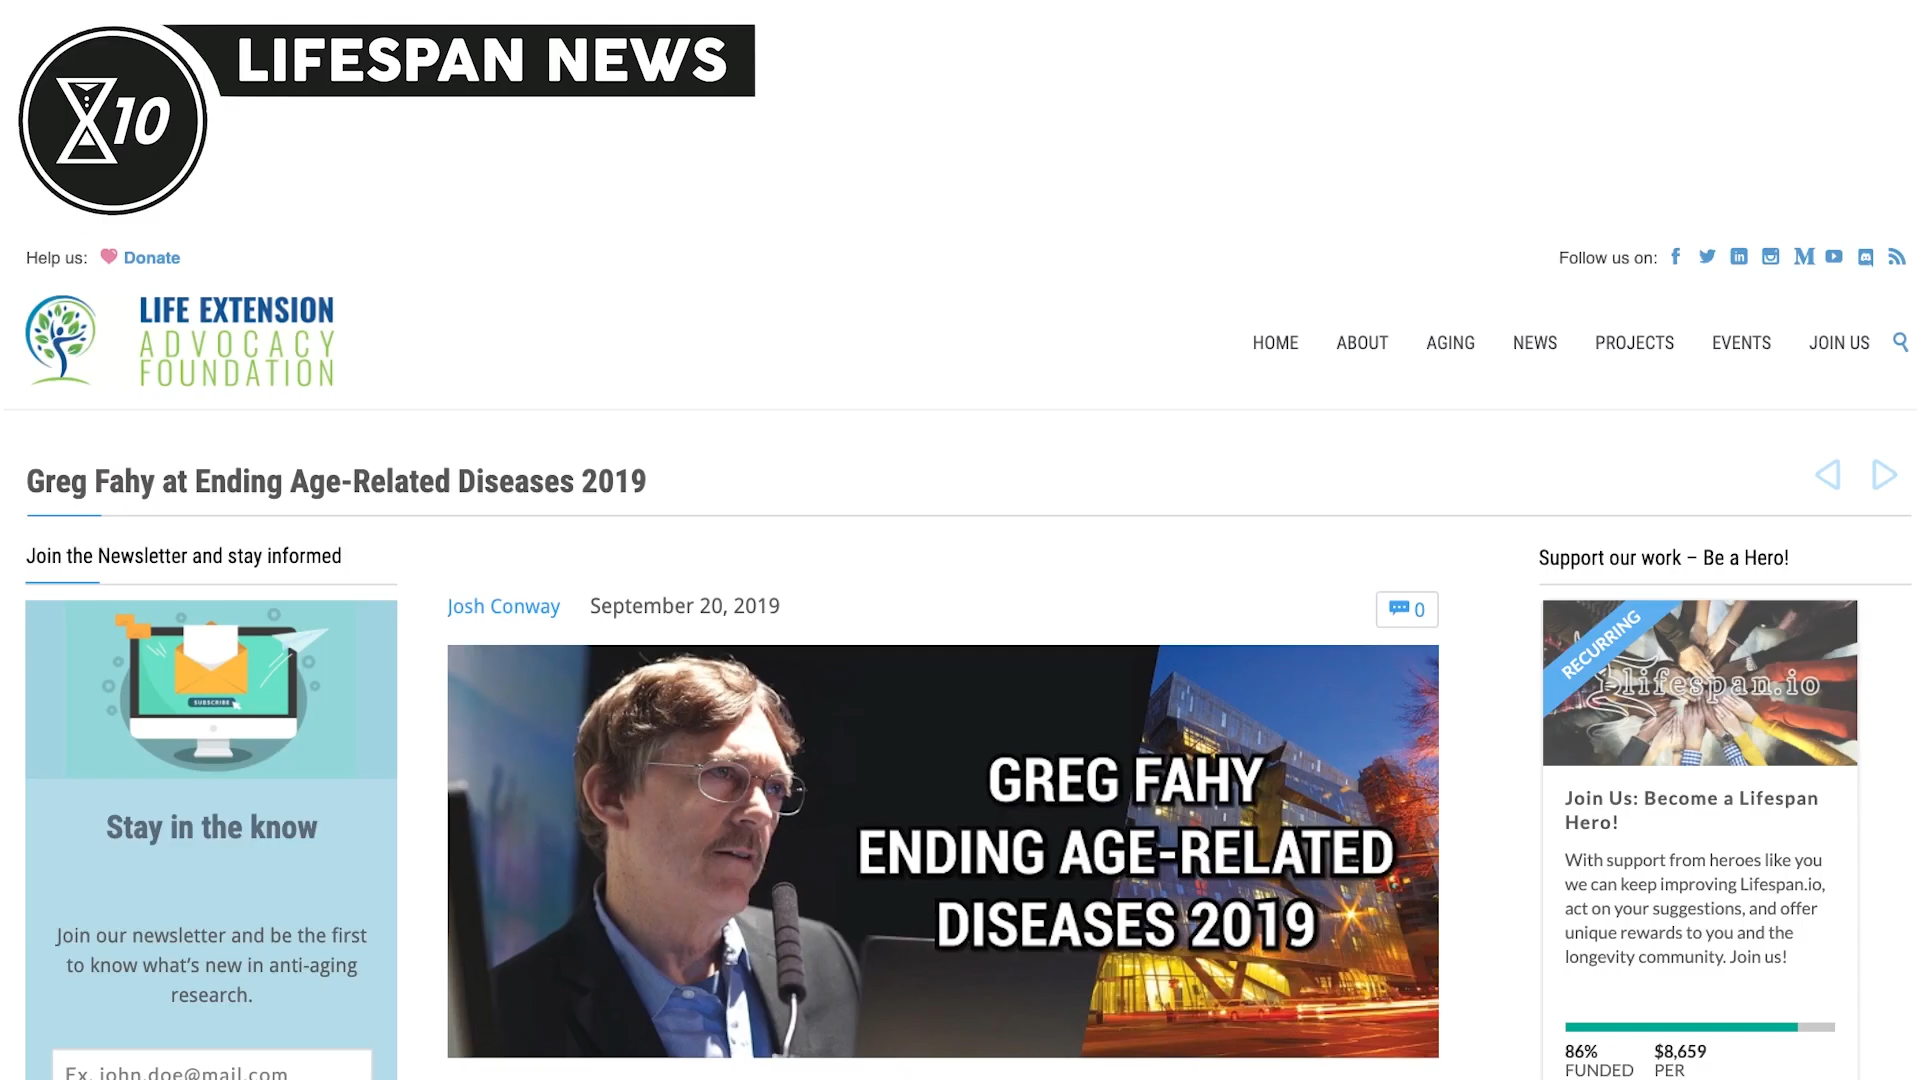 LIFESPAN NEWS
10
Help us: Donate
Follow us on:
LIFE EXTENSION
ADVOCACY
FOUNDATION
HOME ABOUT AGING NEWS PROJECTS EVENTS JOIN US
Greg Fahy at Ending Age-Related Diseases 2019
Join the Newsletter and stay informed
SUBSCRIBE
Stay in the know
Join our newsletter and be the first
to know what's new in anti-aging
research.
Ex. john.doe@mail.com
Josh Conway September 20, 2019
0
GREG FAHY
ENDING AGE-RELATED
DISEASES 2019
Support our work – Be a Hero!
RECURRING
lifespan.io
Join Us: Become a Lifespan
Hero!
With support from heroes like you
we can keep improving Lifespan.io,
act on your suggestions, and offer
unique rewards to you and the
longevity community. Join us!
86% $8,659
FUNDED PER